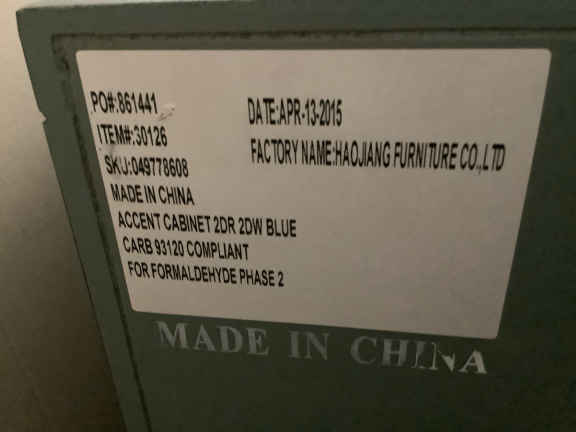 PO#:861441
DATE:APR-13-2015
ITEM#:30126
FACTORY NAME:HAOJIANG FURNITURE CO.,LTD
SKU:049778608
MADE IN CHINA
ACCENT CABINET 2DR 2DW BLUE
CARB 93120 COMPLIANT
FOR FORMALDEHYDE PHASE 2
MADE IN CHINA